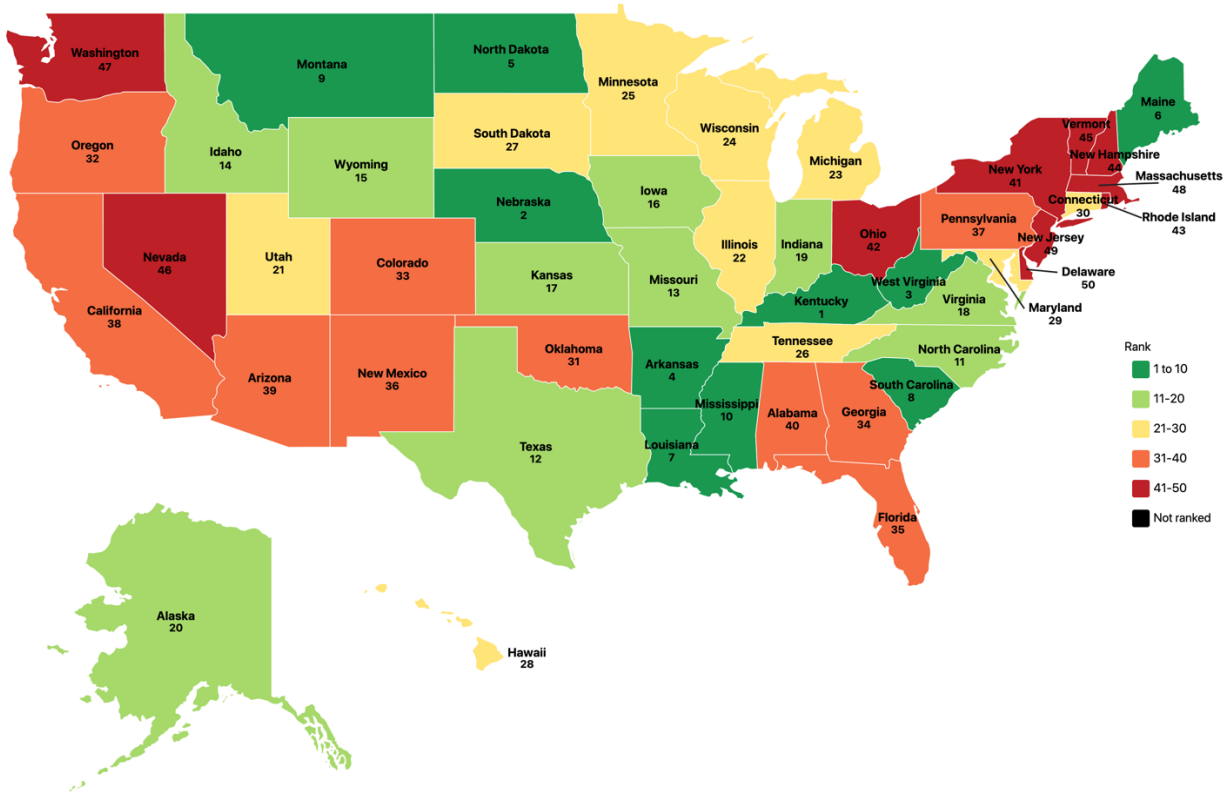 Washington
47
Montana
9
North Dakota
5
Minnesota
25
Maine
6
Oregon
32
Idaho
14
Wyoming
15
South Dakota
27
Wisconsin
24
Michigan
23
Vermont
45
New Hampshire
44
New York
41
Massachusetts
48
Connecticut
30
Rhode Island
43
Nevada
46
Utah
21
Colorado
33
Nebraska
2
Iowa
16
Illinois
22
Indiana
19
Ohio
42
Pennsylvania
37
New Jersey
49
Delaware
50
Maryland
29
California
38
Kansas
17
Missouri
13
Kentucky
1
West Virginia
3
Virginia
18
Arizona
39
New Mexico
36
Oklahoma
31
Arkansas
4
Tennessee
26
North Carolina
11
South Carolina
8
Texas
12
Louisiana
7
Mississippi
10
Alabama
40
Georgia
34
Florida
35
Alaska
20
Hawaii
28
Rank
1 to 10
11-20
21-30
31-40
41-50
Not ranked